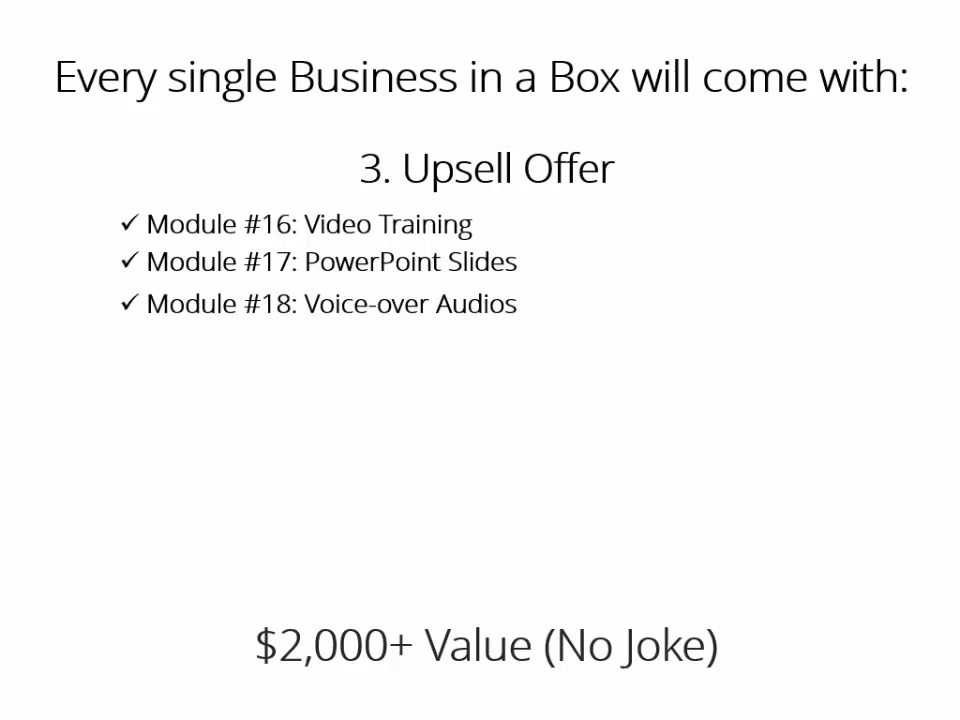 Every single Business in a Box will come with:
3. Upsell Offer
✓ Module #16: Video Training
✓ Module #17: PowerPoint Slides
✓ Module #18: Voice-over Audios
$2,000+ Value (No Joke)